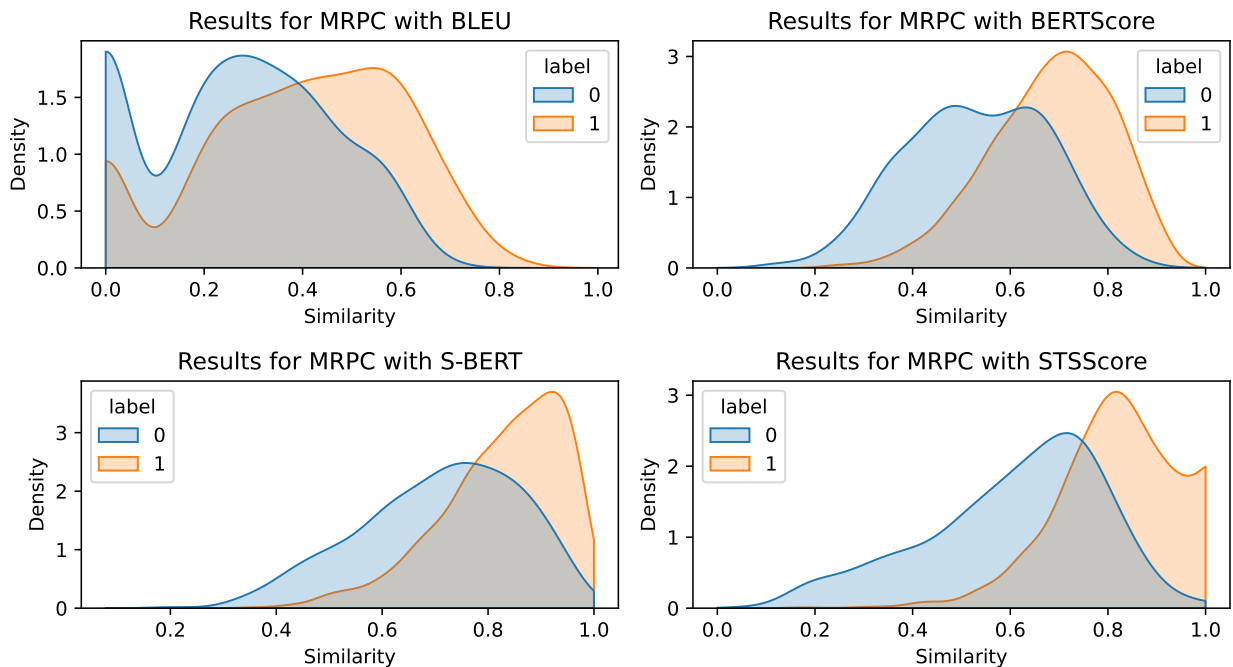 Results for MRPC with BLEU
label
0
1
Density
1.5
1.0
0.5
0.0
0.0 0.2 0.4 0.6 0.8 1.0
Similarity
Results for MRPC with BERTScore
label
0
1
Density
3
2
1
0
0.0 0.2 0.4 0.6 0.8 1.0
Similarity
Results for MRPC with S-BERT
label
0
1
Density
3
2
1
0
0.2 0.4 0.6 0.8 1.0
Similarity
Results for MRPC with STSScore
label
0
1
Density
3
2
1
0
0.0 0.2 0.4 0.6 0.8 1.0
Similarity